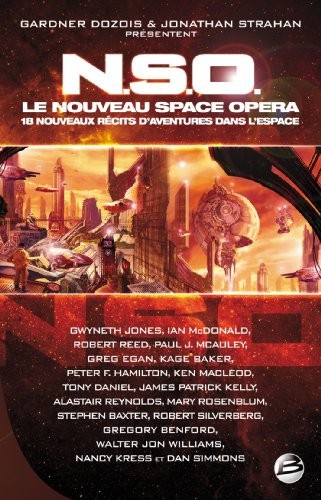 GARDNER DOZOIS & JONATHAN STRAHAN
PRÉSENTENT
N.S.O.
LE NOUVEAU SPACE OPERA
18 NOUVEAUX RÉCITS D'AVENTURES DANS L'ESPACE
NSO
GWYNETH JONES, IAN McDONALD,
ROBERT REED, PAUL J. MCAULEY,
GREG EGAN, KAGE BAKER,
PETER F. HAMILTON, KEN MACLEOD,
TONY DANIEL, JAMES PATRICK KELLY,
ALASTAIR REYNOLDS, MARY ROSENBLUM,
STEPHEN BAXTER, ROBERT SILVERBERG,
GREGORY BENFORD,
WALTER JON WILLIAMS,
NANCY KRESS ET DAN SIMMONS
B